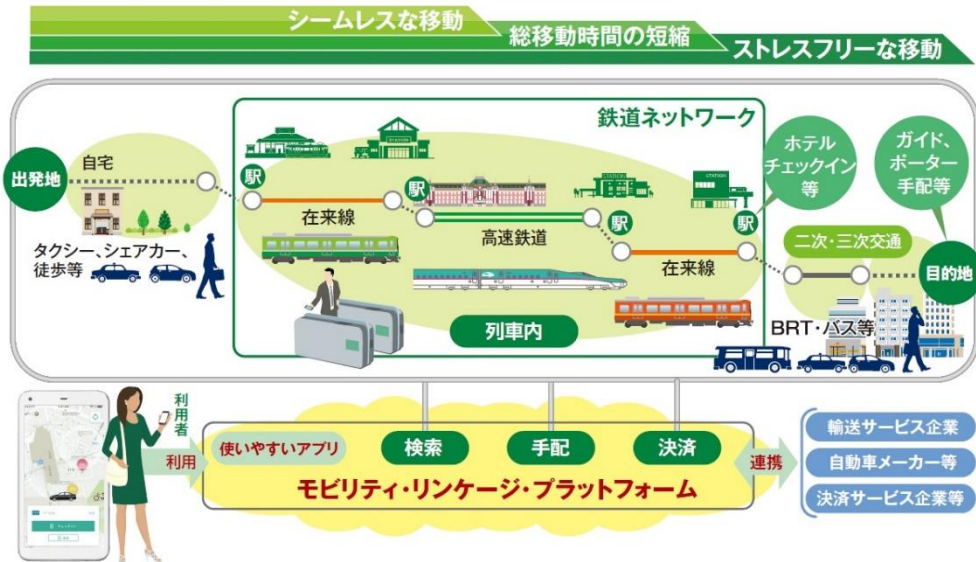 シームレスな移動
総移動時間の短縮
ストレスフリーな移動
鉄道ネットワーク
ホテル
チェックイン
等
ガイド、
ポーター
手配等
出発地
自宅
駅
在来線
駅
高速鉄道
駅
在来線
駅
二次・三次交通
目的地
タクシー、シェアカー、
徒歩等
列車内
BRT・バス等
STATION
STATION
利用者
利用
使いやすいアプリ
検索
手配
決済
モビリティ・リンケージ・プラットフォーム
連携
輸送サービス企業
自動車メーカー等
決済サービス企業等